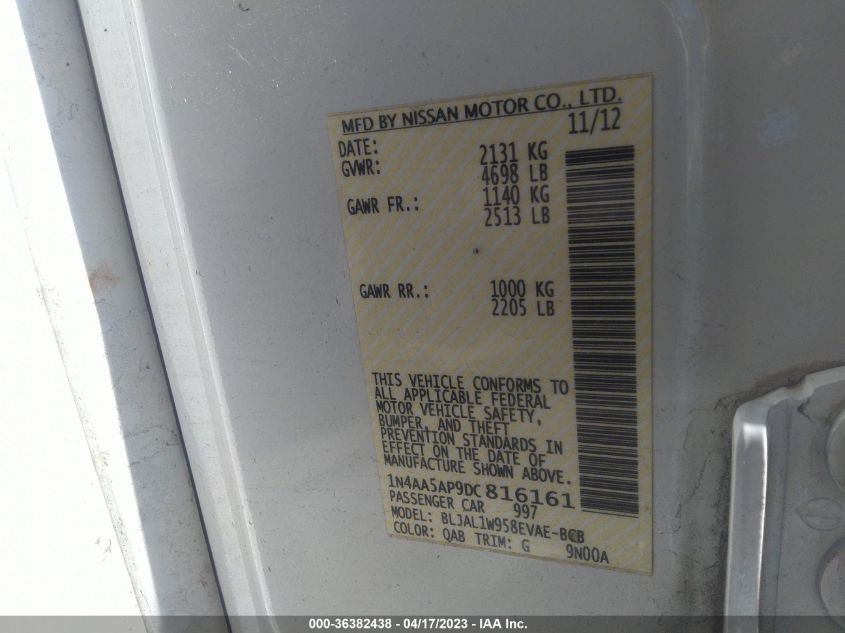 MFD BY NISSAN MOTOR CO., LTD.
DATE: 11/12
GVWR: 2131 KG
4698 LB
GAWR FR.: 1140 KG
2513 LB
GAWR RR.: 1000 KG
2205 LB
THIS VEHICLE CONFORMS TO
ALL APPLICABLE FEDERAL
MOTOR VEHICLE SAFETY,
BUMPER, AND THEFT
PREVENTION STANDARDS IN
EFFECT ON THE DATE OF
MANUFACTURE SHOWN ABOVE.
1N4AA5AP9DC816161
PASSENGER CAR 997
MODEL: BLJAL1W958EVAE-BCB
COLOR: QAB TRIM: G 9N00A
000-36382438 - 04/17/2023 - IAA Inc.